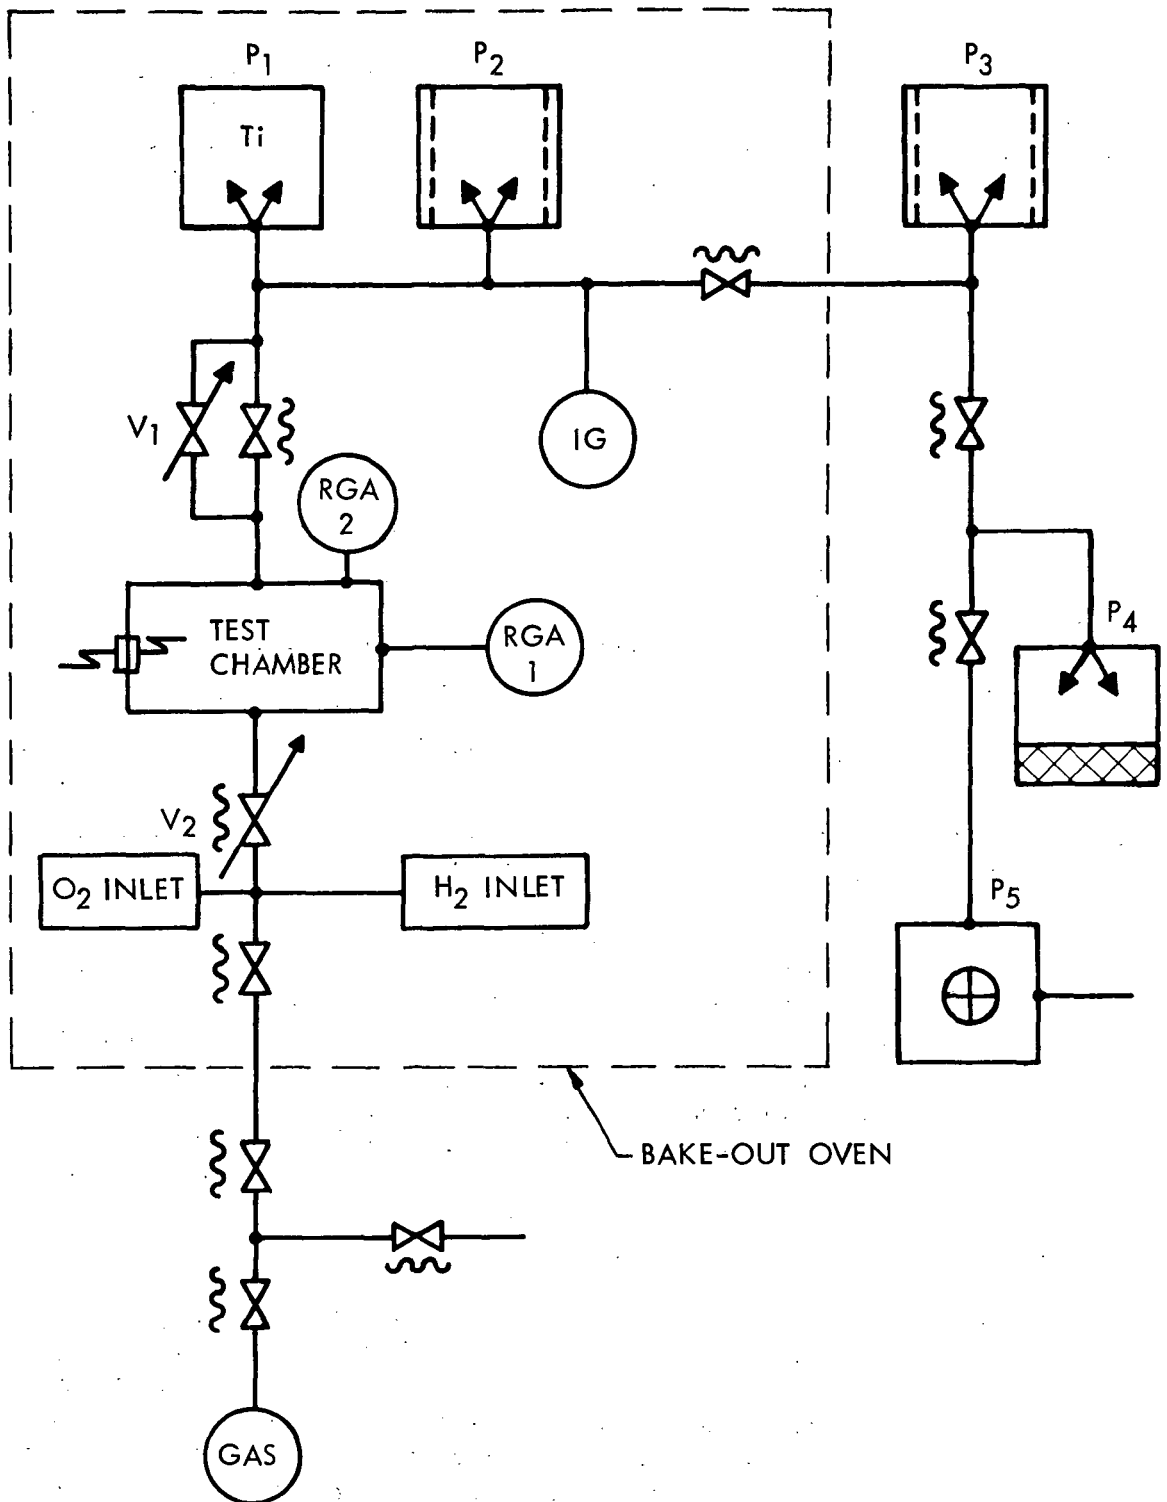 P1
P2
P3
Ti
V1
IG
RGA
2
TEST
CHAMBER
RGA
1
P4
V2
O2 INLET
H2 INLET
P5
BAKE-OUT OVEN
GAS